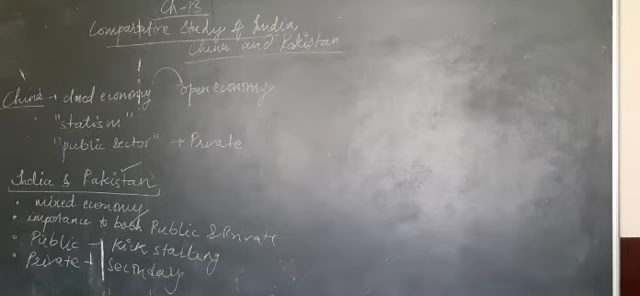 Ch-13
Comparative Study of India,
China and Pakistan
China → closed economy open economy
"statism"
"public sector" → Private
India & Pakistan
• mixed economy
• importance to both Public & Private
• Public → kick starting
• Private → secondary